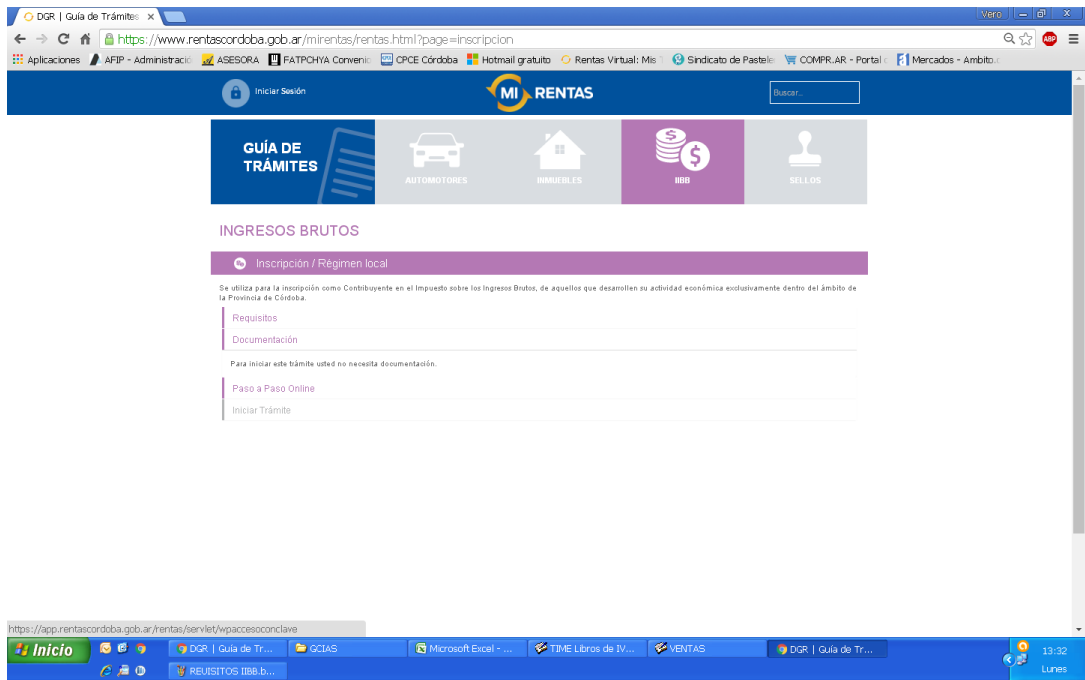 DGR | Guía de Trámites
Vero
https://www.rentascordoba.gob.ar/mirentas/rentas.html?page=inscripcion
ABP
Aplicaciones AFIP - Administració ASESORA FATPCHYA Convenio CPCE Córdoba Hotmail gratuito Rentas Virtual: Mis T Sindicato de Pastele COMPR.AR - Portal d Mercados - Ambito.c
Iniciar Sesión
MI RENTAS
Buscar...
GUÍA DE
TRÁMITES
AUTOMOTORES
INMUEBLES
IIBB
SELLOS
INGRESOS BRUTOS
Inscripción / Régimen local
Se utiliza para la inscripción como Contribuyente en el Impuesto sobre los Ingresos Brutos, de aquellos que desarrollen su actividad económica exclusivamente dentro del ámbito de
la Provincia de Córdoba.
Requisitos
Documentación
Para iniciar este trámite usted no necesita documentación.
Paso a Paso Online
Iniciar Trámite
https://app.rentascordoba.gob.ar/rentas/servlet/wpaccesoconclave
Inicio
DGR | Guía de Tr...
GCIAS
Microsoft Excel - ...
TIME Libros de IV...
VENTAS
DGR | Guía de Tr...
13:32
REUISITOS IIBB.b...
Lunes